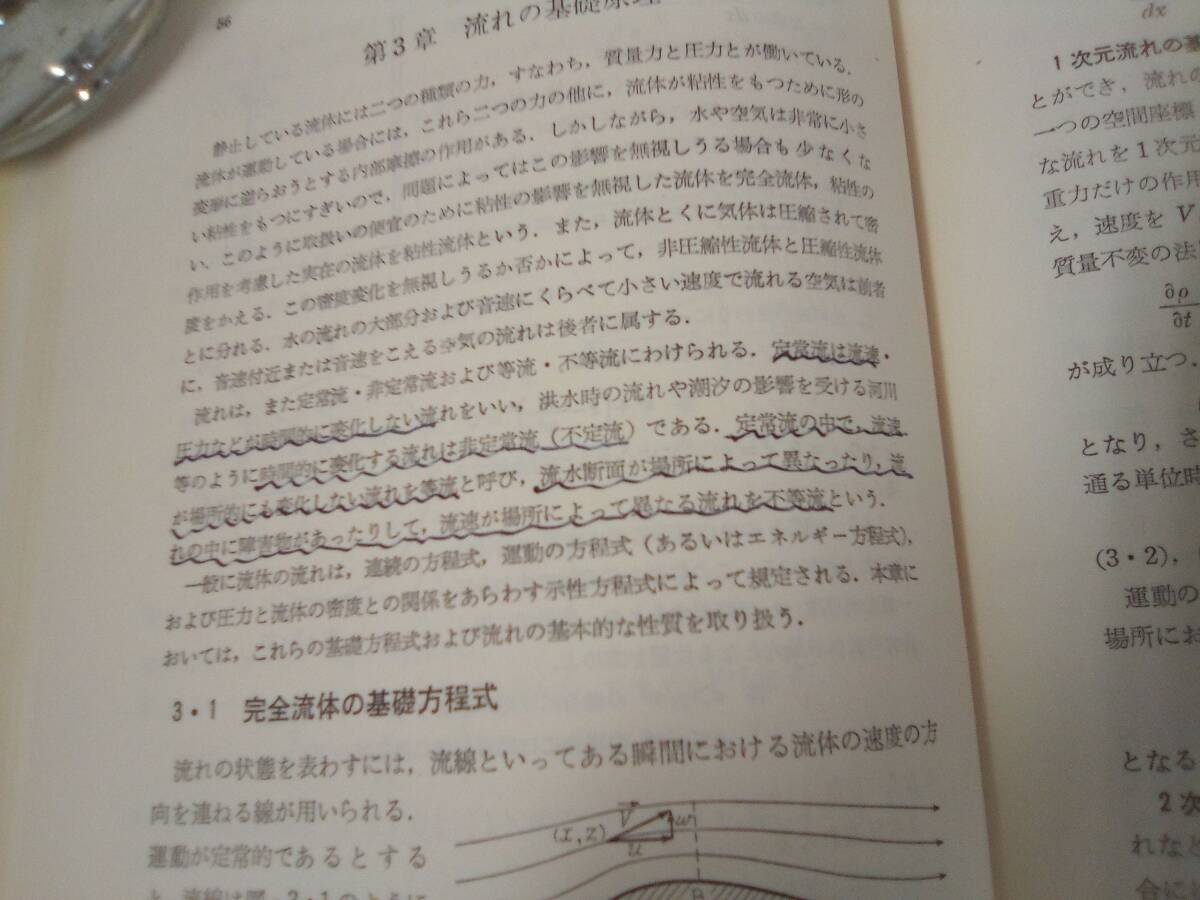 56
第3章 流れの基礎原理
静止している流体には二つの種類の力，すなわち，質量力と圧力とが働いている．
流体が運動している場合には，これら二つの力の他に，流体が粘性をもつために形の
変形に逆らおうとする内部摩擦の作用がある．しかしながら，水や空気は非常に小さ
い粘性をもつにすぎいので，問題によってはこの影響を無視しうる場合も少なくな
い．このように取扱いの便宜のために粘性の影響を無視した流体を完全流体，粘性の
作用を考慮した実在の流体を粘性流体という．また，流体とくに気体は圧縮されて密
度をかえる．この密度変化を無視しうるか否かによって，非圧縮性流体と圧縮性流体
とに分れる．水の流れの大部分および音速にくらべて小さい速度で流れる空気は前者
に，音速付近または音速をこえる空気の流れは後者に属する．
流れは，また定常流・非定常流および等流・不等流にわけられる．定常流は流速・
圧力などが時間的に変化しない流れをいい，洪水時の流れや潮汐の影響を受ける河川
等のように時間的に変化する流れは非定常流（不定流）である．定常流の中で，流速
が場所的にも変化しない流れを等流と呼び，流水断面が場所によって異なったり，流
れの中に障害物があったりして，流速が場所によって異なる流れを不等流という．
一般に流体の流れは，連続の方程式，運動の方程式（あるいはエネルギー方程式），
および圧力と流体の密度との関係をあらわす示性方程式によって規定される．本章に
おいては，これらの基礎方程式および流れの基本的な性質を取り扱う．
3・1 完全流体の基礎方程式
流れの状態を表わすには，流線といってある瞬間における流体の速度の方
向を連ねる線が用いられる．
運動が定常的であるとする
と，流線は図・3・1のように
V
w
(x, z)
u
B
dx
1次元流れの基
とができ，流れの
一つの空間座標
な流れを1次元
重力だけの作用
え，速度を V
質量不変の法
∂ρ
∂t
が成り立つ．
となり，さ
通る単位時
(3・2)，
運動の
場所にお
となる
2次
れなど
合に